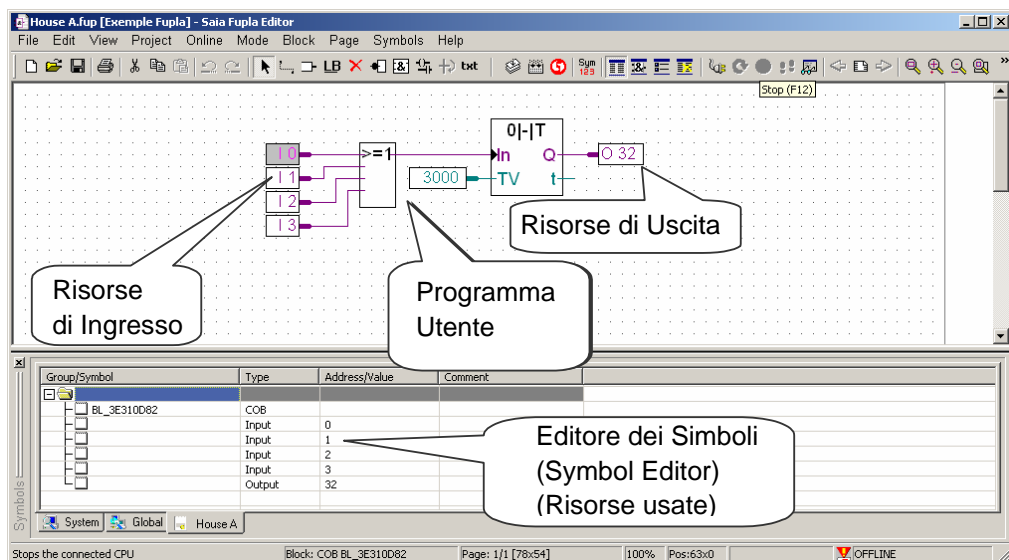 House A.fup [Exemple Fupla] - Saia Fupla Editor
File Edit View Project Online Mode Block Page Symbols Help
LB txt Sym 123
Stop (F12)
0|-|T
I 0 >=1 In Q O 32
I 1 3000 TV t
I 2
I 3
Risorse di Uscita
Risorse
di Ingresso
Programma
Utente
Group/Symbol Type Address/Value Comment
BL_3E310D82 COB
Input 0
Input 1
Input 2
Input 3
Output 32
Editore dei Simboli
(Symbol Editor)
(Risorse usate)
Symbols
System Global House A
Stops the connected CPU Block: COB BL_3E310D82 Page: 1/1 [78x54] 100% Pos:63x0 OFFLINE